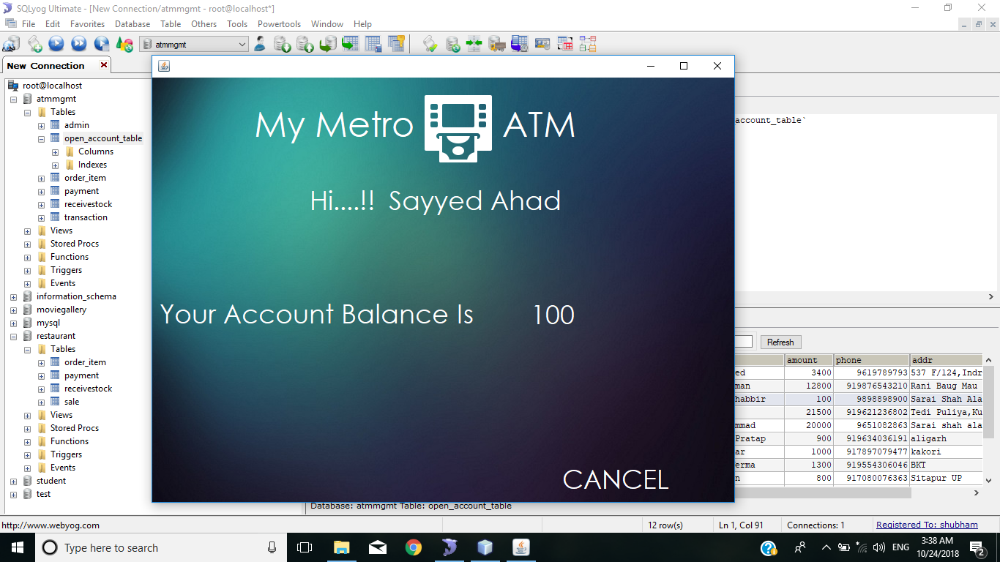 SQLyog Ultimate - [New Connection/atmmgmt - root@localhost*]
File Edit Favorites Database Table Others Tools Powertools Window Help
atmmgmt
New Connection
root@localhost
atmmgmt
Tables
admin
open_account_table
Columns
Indexes
order_item
payment
receivestock
transaction
Views
Stored Procs
Functions
Triggers
Events
information_schema
moviegallery
mysql
restaurant
Tables
order_item
payment
receivestock
sale
Views
Stored Procs
Functions
Triggers
Events
student
test
My Metro ATM
Hi....!! Sayyed Ahad
Your Account Balance Is 100
CANCEL
account_table`
Refresh
amount phone addr
ed 3400 9619789793 537 F/124,Indr
man 12800 919876543210 Rani Baug Mau
habbir 100 9898898900 Sarai Shah Ala
21500 919621236802 Tedi Puliya,Ku
mmad 20000 9651082863 Sarai shah ala
Pratap 900 919634036191 aligarh
ar 1000 917897079477 kakori
erma 1300 919554306046 BKT
n 800 917080076363 Sitapur UP
Database: atmmgmt Table: open_account_table
http://www.webyog.com 12 row(s) Ln 1, Col 91 Connections: 1 Registered To: shubham
Type here to search
ENG
3:38 AM
10/24/2018
2